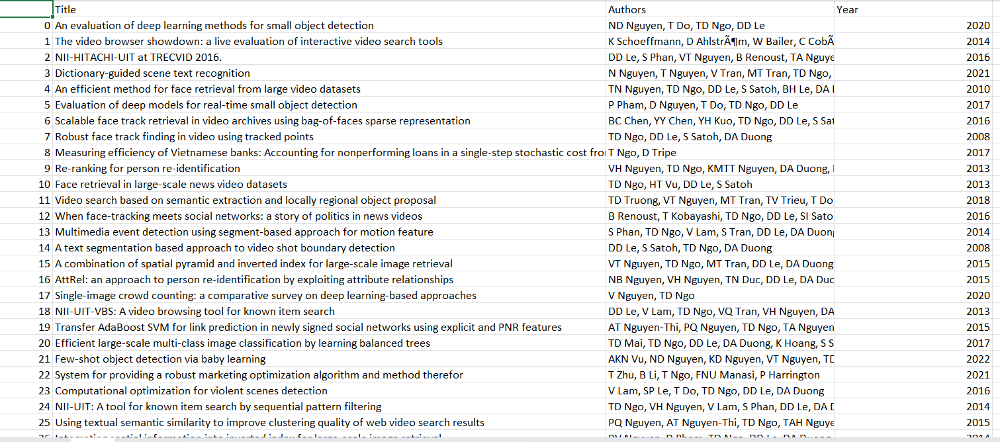 Title Authors Year
0 An evaluation of deep learning methods for small object detection ND Nguyen, T Do, TD Ngo, DD Le 2020
1 The video browser showdown: a live evaluation of interactive video search tools K Schoeffmann, D AhlstrÃ¶m, W Bailer, C CobÃ 2014
2 NII-HITACHI-UIT at TRECVID 2016. DD Le, S Phan, VT Nguyen, B Renoust, TA Nguye 2016
3 Dictionary-guided scene text recognition N Nguyen, T Nguyen, V Tran, MT Tran, TD Ngo, 2021
4 An efficient method for face retrieval from large video datasets TN Nguyen, TD Ngo, DD Le, S Satoh, BH Le, DA 2010
5 Evaluation of deep models for real-time small object detection P Pham, D Nguyen, T Do, TD Ngo, DD Le 2017
6 Scalable face track retrieval in video archives using bag-of-faces sparse representation BC Chen, YY Chen, YH Kuo, TD Ngo, DD Le, S Sat 2016
7 Robust face track finding in video using tracked points TD Ngo, DD Le, S Satoh, DA Duong 2008
8 Measuring efficiency of Vietnamese banks: Accounting for nonperforming loans in a single-step stochastic cost fro T Ngo, D Tripe 2017
9 Re-ranking for person re-identification VH Nguyen, TD Ngo, KMTT Nguyen, DA Duong, 2013
10 Face retrieval in large-scale news video datasets TD Ngo, HT Vu, DD Le, S Satoh 2013
11 Video search based on semantic extraction and locally regional object proposal TD Truong, VT Nguyen, MT Tran, TV Trieu, T Do 2018
12 When face-tracking meets social networks: a story of politics in news videos B Renoust, T Kobayashi, TD Ngo, DD Le, SI Sato 2016
13 Multimedia event detection using segment-based approach for motion feature S Phan, TD Ngo, V Lam, S Tran, DD Le, DA Duong 2014
14 A text segmentation based approach to video shot boundary detection DD Le, S Satoh, TD Ngo, DA Duong 2008
15 A combination of spatial pyramid and inverted index for large-scale image retrieval VT Nguyen, TD Ngo, MT Tran, DD Le, DA Duong 2015
16 AttRel: an approach to person re-identification by exploiting attribute relationships NB Nguyen, VH Nguyen, TN Duc, DD Le, DA Duo 2015
17 Single-image crowd counting: a comparative survey on deep learning-based approaches V Nguyen, TD Ngo 2020
18 NII-UIT-VBS: A video browsing tool for known item search DD Le, V Lam, TD Ngo, VQ Tran, VH Nguyen, DA 2013
19 Transfer AdaBoost SVM for link prediction in newly signed social networks using explicit and PNR features AT Nguyen-Thi, PQ Nguyen, TD Ngo, TA Nguyen 2015
20 Efficient large-scale multi-class image classification by learning balanced trees TD Mai, TD Ngo, DD Le, DA Duong, K Hoang, S S 2017
21 Few-shot object detection via baby learning AKN Vu, ND Nguyen, KD Nguyen, VT Nguyen, TD 2022
22 System for providing a robust marketing optimization algorithm and method therefor T Zhu, B Li, T Ngo, FNU Manasi, P Harrington 2021
23 Computational optimization for violent scenes detection V Lam, SP Le, T Do, TD Ngo, DD Le, DA Duong 2016
24 NII-UIT: A tool for known item search by sequential pattern filtering TD Ngo, VH Nguyen, V Lam, S Phan, DD Le, DA D 2014
25 Using textual semantic similarity to improve clustering quality of web video search results PQ Nguyen, AT Nguyen-Thi, TD Ngo, TAH Nguye 2015